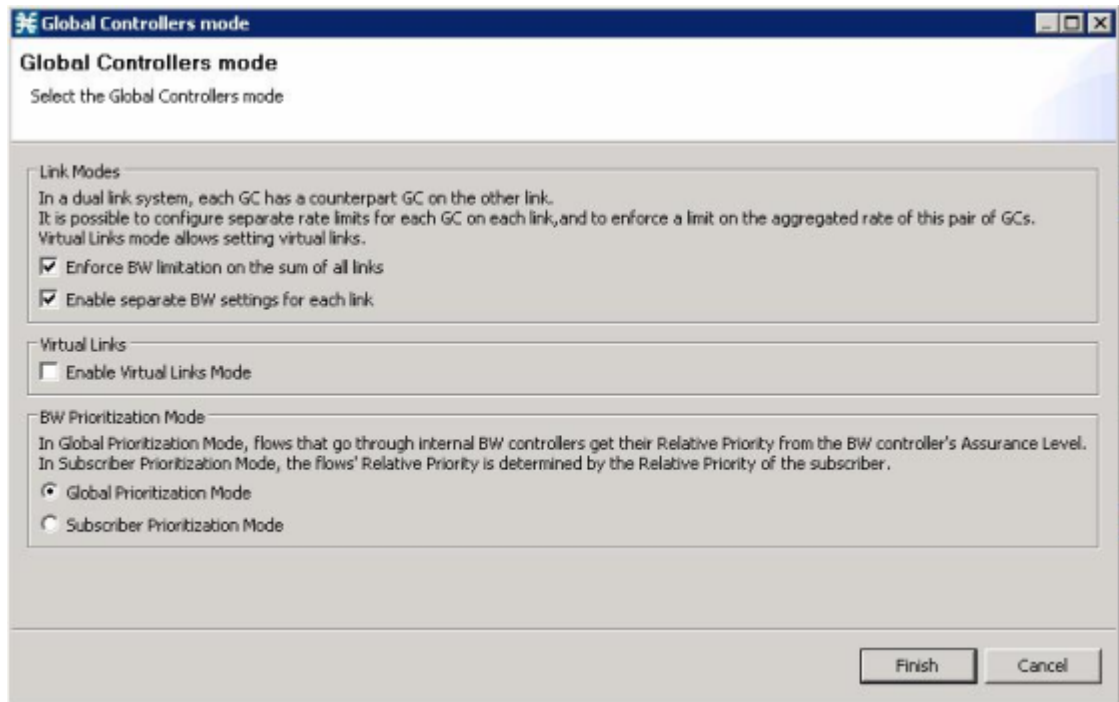 Global Controllers mode
Global Controllers mode
Select the Global Controllers mode
Link Modes
In a dual link system, each GC has a counterpart GC on the other link.
It is possible to configure separate rate limits for each GC on each link,and to enforce a limit on the aggregated rate of this pair of GCs.
Virtual Links mode allows setting virtual links.
Enforce BW limitation on the sum of all links
Enable separate BW settings for each link
Virtual Links
Enable Virtual Links Mode
BW Prioritization Mode
In Global Prioritization Mode, flows that go through internal BW controllers get their Relative Priority from the BW controller's Assurance Level.
In Subscriber Prioritization Mode, the flows' Relative Priority is determined by the Relative Priority of the subscriber.
Global Prioritization Mode
Subscriber Prioritization Mode
Finish Cancel